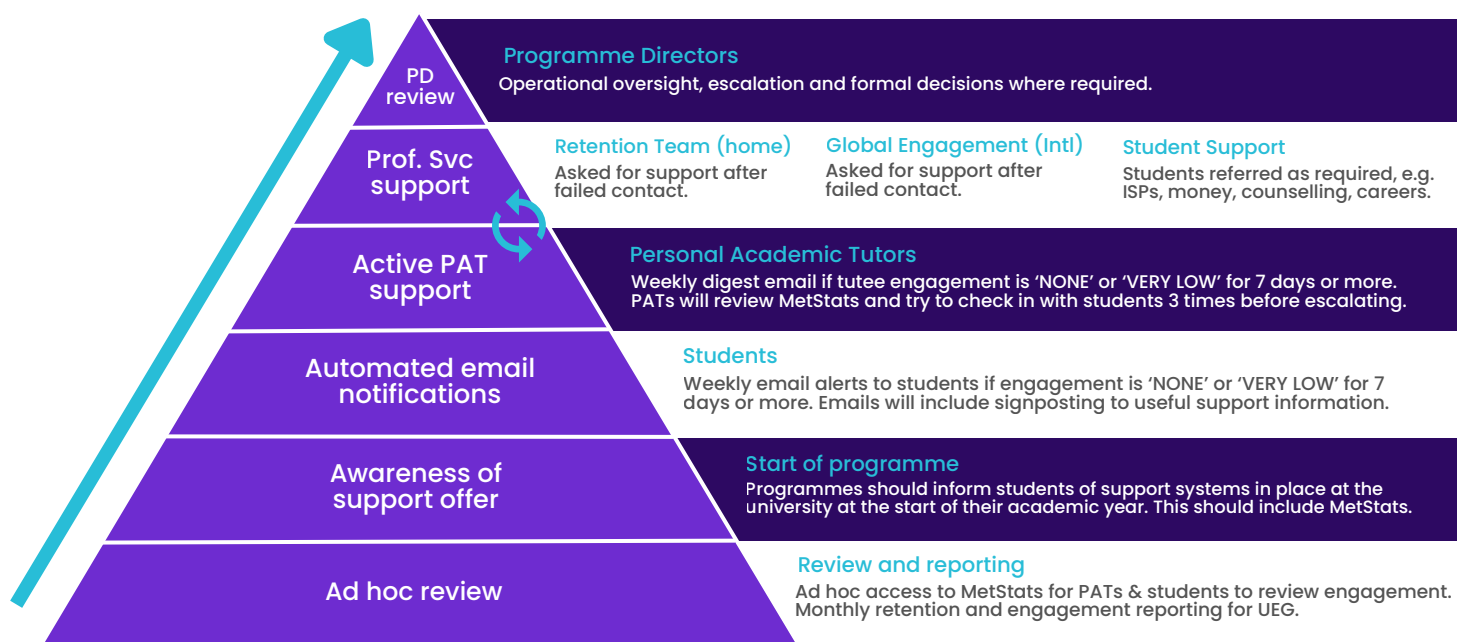 PD
review
Programme Directors
Operational oversight, escalation and formal decisions where required.
Prof. Svc
support
Retention Team (home)
Asked for support after
failed contact.
Global Engagement (Intl)
Asked for support after
failed contact.
Student Support
Students referred as required, e.g.
ISPs, money, counselling, careers.
Active PAT
support
Personal Academic Tutors
Weekly digest email if tutee engagement is ‘NONE’ or ‘VERY LOW’ for 7 days or more.
PATs will review MetStats and try to check in with students 3 times before escalating.
Automated email
notifications
Students
Weekly email alerts to students if engagement is ‘NONE’ or ‘VERY LOW’ for 7
days or more. Emails will include signposting to useful support information.
Awareness of
support offer
Start of programme
Programmes should inform students of support systems in place at the
university at the start of their academic year. This should include MetStats.
Ad hoc review
Review and reporting
Ad hoc access to MetStats for PATs & students to review engagement.
Monthly retention and engagement reporting for UEG.